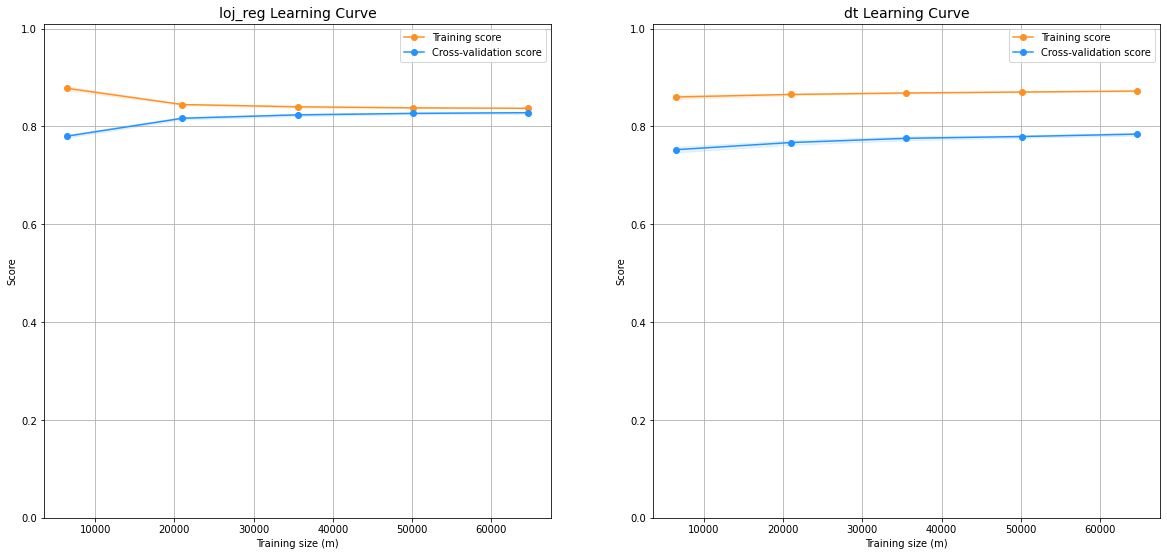 loj_reg Learning Curve
Training score
Cross-validation score
1.0
0.8
0.6
0.4
0.2
0.0
Score
10000 20000 30000 40000 50000 60000
Training size (m)
dt Learning Curve
Training score
Cross-validation score
1.0
0.8
0.6
0.4
0.2
0.0
Score
10000 20000 30000 40000 50000 60000
Training size (m)